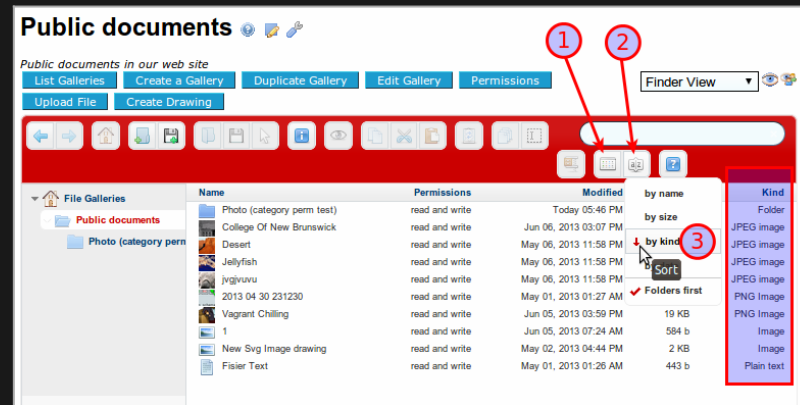 Public documents
Public documents in our web site
1
2
List Galleries Create a Gallery Duplicate Gallery Edit Gallery Permissions
Finder View
Upload File Create Drawing
File Galleries
Public documents
Photo (category perm
Name Permissions Modified Kind
Photo (category perm test) read and write Today 05:46 PM Folder
College Of New Brunswick read and write Jun 06, 2013 03:07 PM JPEG image
Desert read and write May 06, 2013 11:58 PM JPEG image
Jellyfish read and write May 06, 2013 11:58 PM JPEG image
jvgjvuvu read and write May 06, 2013 11:58 PM JPEG image
2013 04 30 231230 read and write May 01, 2013 01:27 AM PNG Image
Vagrant Chilling read and write Jun 05, 2013 03:59 PM 19 KB PNG Image
1 read and write Jun 05, 2013 07:24 AM 584 b Image
New Svg Image drawing read and write May 02, 2013 04:44 PM 2 KB Image
Fisier Text read and write May 01, 2013 01:26 AM 443 b Plain text
by name
by size
by kind
3
Sort
Folders first